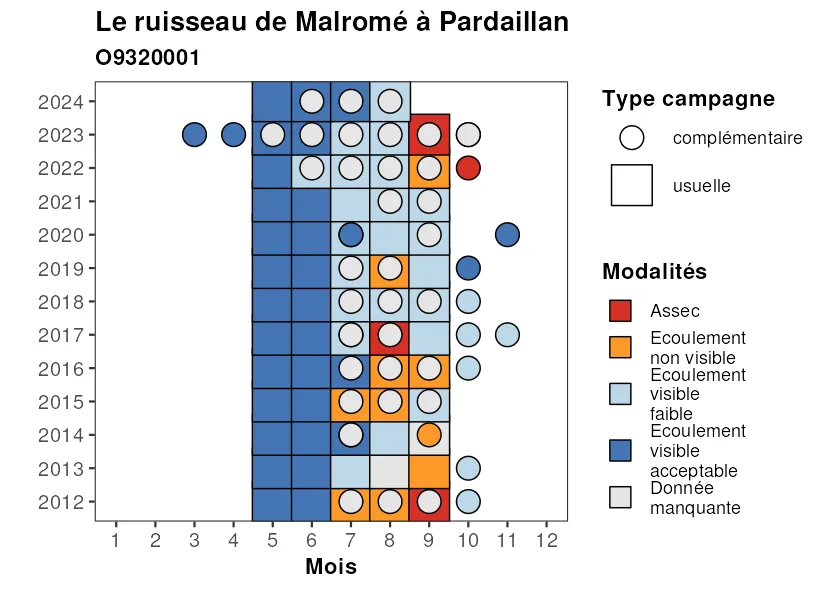 Le ruisseau de Malromé à Pardaillan
O9320001
2024
2023
2022
2021
2020
2019
2018
2017
2016
2015
2014
2013
2012
1 2 3 4 5 6 7 8 9 10 11 12
Mois
Type campagne
complémentaire
usuelle
Modalités
Assec
Ecoulement
non visible
Ecoulement
visible
faible
Ecoulement
visible
acceptable
Donnée
manquante